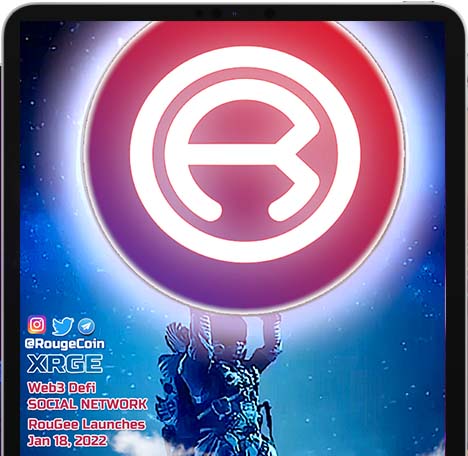 @RougeCoin
XRGE
Web3 Defi
SOCIAL NETWORK
RouGee Launches
Jan 18, 2022